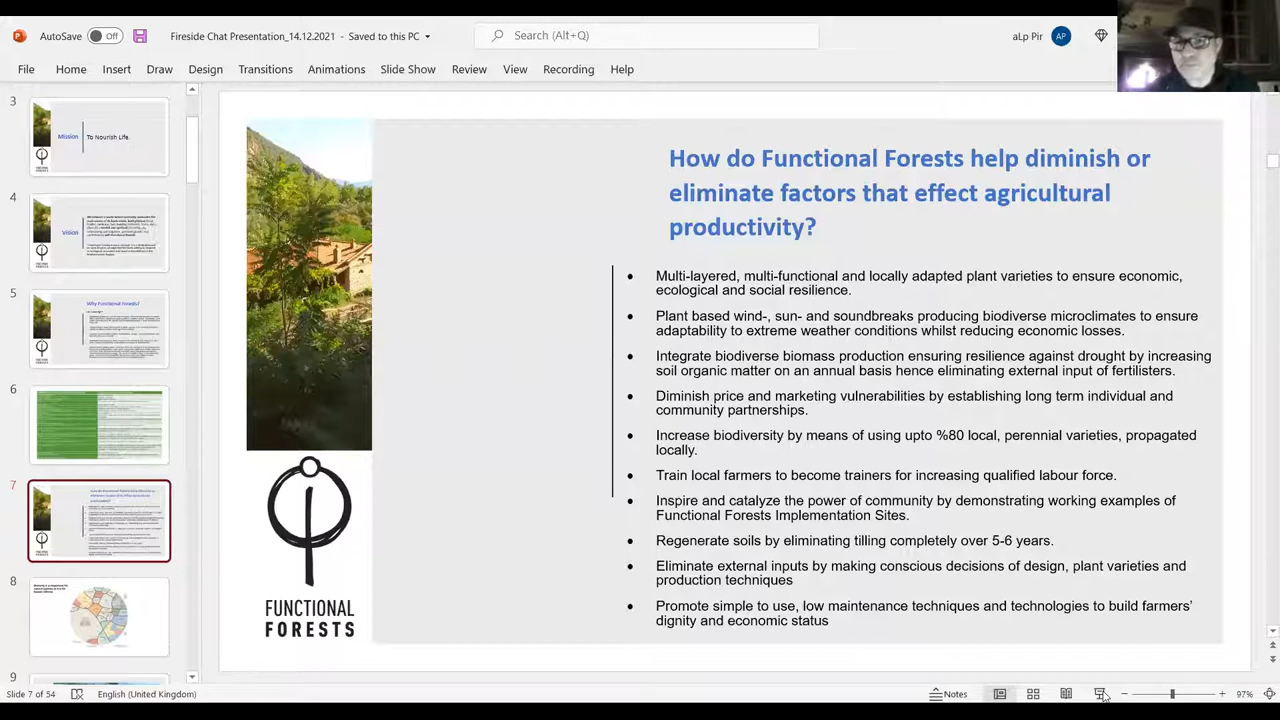 AutoSave
Off
Fireside Chat Presentation_14.12.2021 - Saved to this PC
Search (Alt+Q)
aLp Pir
AP
File Home Insert Draw Design Transitions Animations Slide Show Review View Recording Help
3
Mission
To Nourish Life.
4
Vision
5
Why Functional Forests?
6
7
8
9
How do Functional Forests help diminish or
eliminate factors that effect agricultural
productivity?
• Multi-layered, multi-functional and locally adapted plant varieties to ensure economic,
ecological and social resilience.
• Plant based wind-, sun- and soundbreaks producing biodiverse microclimates to ensure
adaptability to extreme weather conditions whilst reducing economic losses.
• Integrate biodiverse biomass production ensuring resilience against drought by increasing
soil organic matter on an annual basis hence eliminating external input of fertilisters.
• Diminish price and marketing vulnerabilities by establishing long term individual and
community partnerships.
• Increase biodiversity by means of using upto %80 local, perennial varieties, propagated
locally.
• Train local farmers to become trainers for increasing qualified labour force.
• Inspire and catalyze the power of community by demonstrating working examples of
Functional Forests Implementation Sites.
• Regenerate soils by eliminating tilling completely over 5-6 years.
• Eliminate external inputs by making conscious decisions of design, plant varieties and
production techniques
• Promote simple to use, low maintenance techniques and technologies to build farmers'
dignity and economic status
FUNCTIONAL
FORESTS
Slide 7 of 54
English (United Kingdom)
Notes
97%